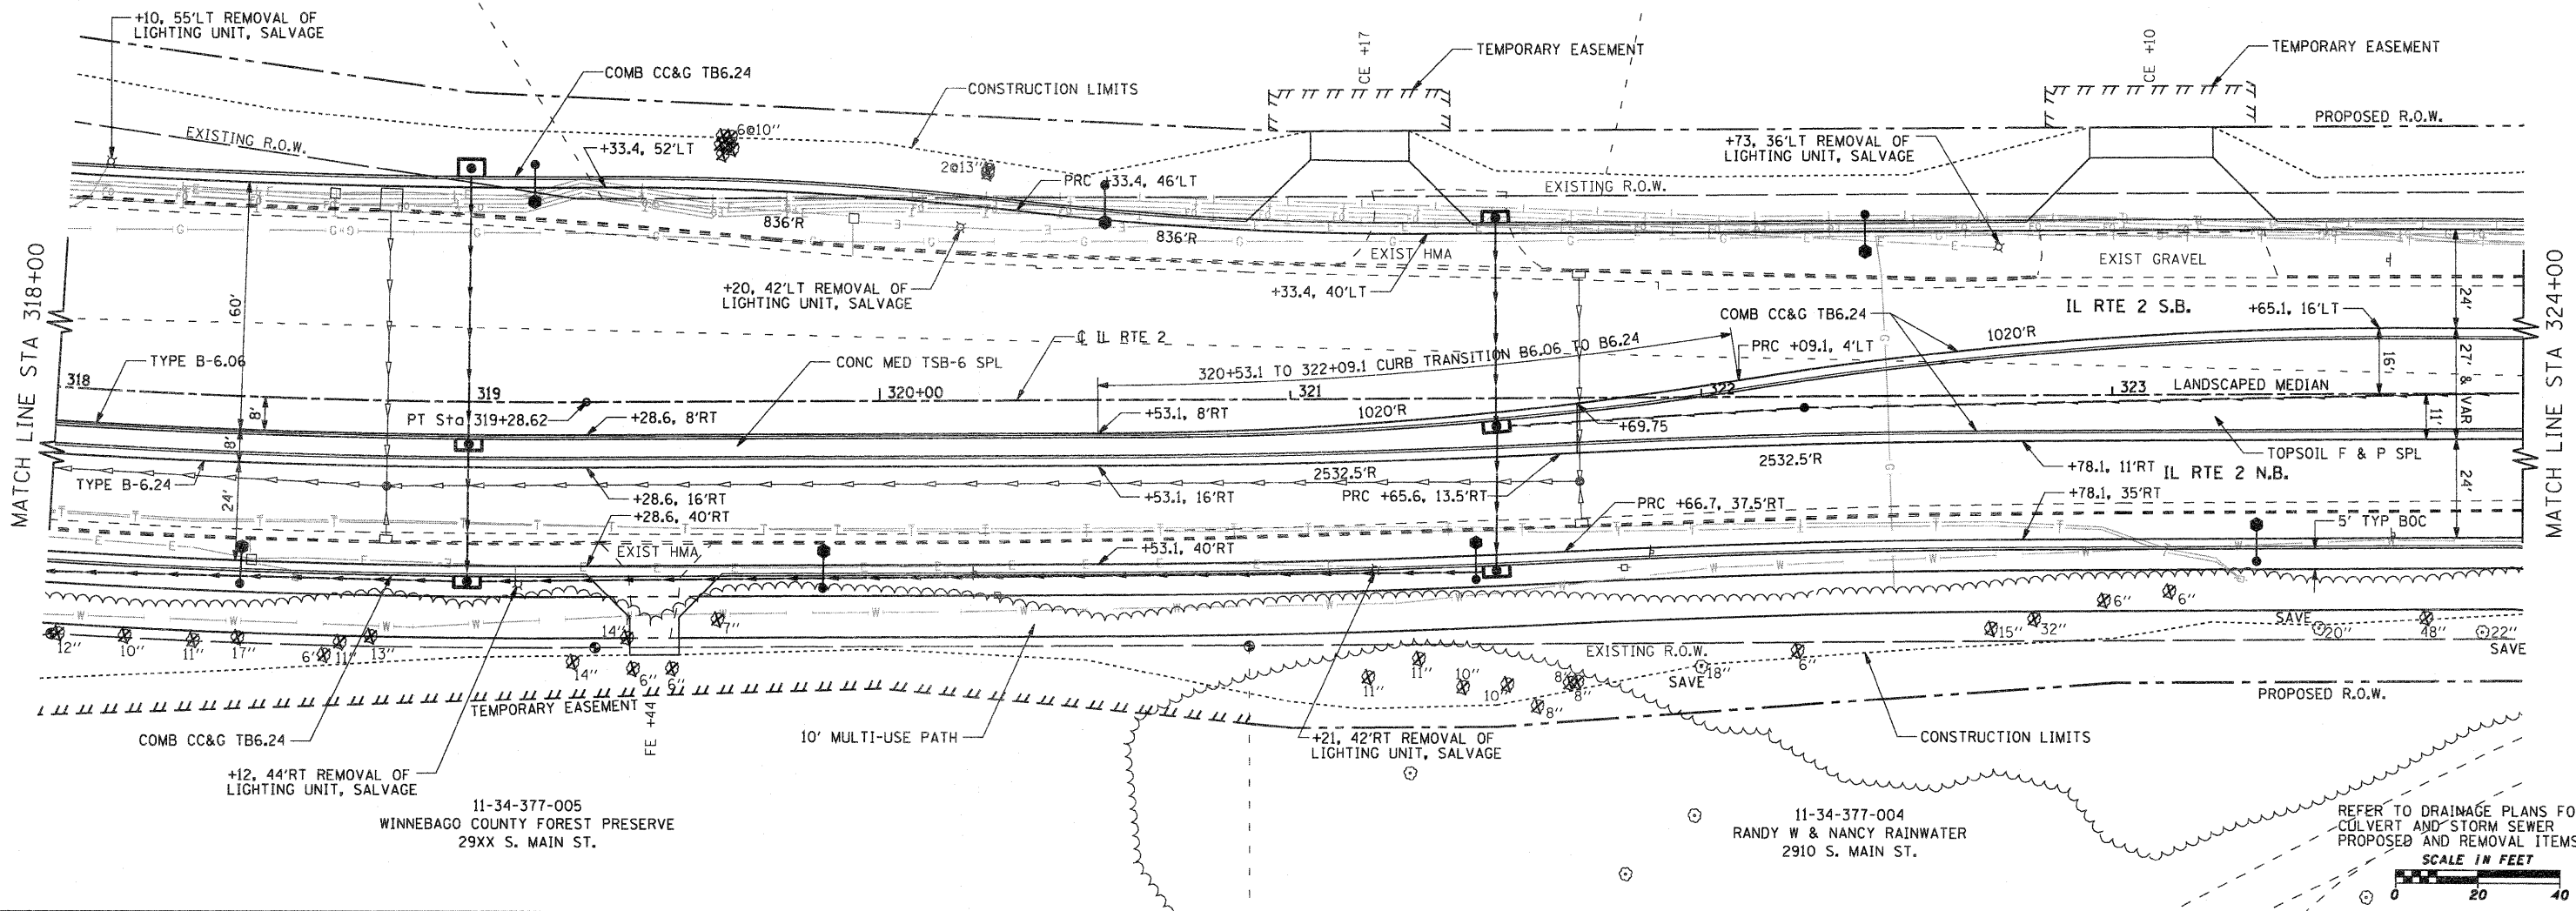 +10, 55'LT REMOVAL OF
LIGHTING UNIT, SALVAGE
COMB CC&G TB6.24
CONSTRUCTION LIMITS
CE +17
TEMPORARY EASEMENT
CE +10
TEMPORARY EASEMENT
PROPOSED R.O.W.
EXISTING R.O.W.
6@10"
+33.4, 52'LT
2@13"
PRC +33.4, 46'LT
+73, 36'LT REMOVAL OF
LIGHTING UNIT, SALVAGE
EXISTING R.O.W.
836'R
836'R
EXIST HMA
EXIST GRAVEL
+20, 42'LT REMOVAL OF
LIGHTING UNIT, SALVAGE
+33.4, 40'LT
MATCH LINE STA 318+00
60'
℄ IL RTE 2
COMB CC&G TB6.24
IL RTE 2 S.B.
+65.1, 16'LT
24'
MATCH LINE STA 324+00
TYPE B-6.06
CONC MED TSB-6 SPL
320+53.1 TO 322+09.1 CURB TRANSITION B6.06 TO B6.24
PRC +09.1, 4'LT
1020'R
16'
27' & VAR
318
319
320+00
321
322
323
LANDSCAPED MEDIAN
8'
PT Sta 319+28.62
+28.6, 8'RT
+53.1, 8'RT
1020'R
+69.75
11'
8'
TYPE B-6.24
24'
+28.6, 16'RT
+28.6, 40'RT
+53.1, 16'RT
2532.5'R
PRC +65.6, 13.5'RT
2532.5'R
TOPSOIL F & P SPL
+78.1, 11'RT
IL RTE 2 N.B.
+78.1, 35'RT
24'
PRC +66.7, 37.5'RT
5' TYP BOC
EXIST HMA
+53.1, 40'RT
12"
10"
11"
17"
6"
11"
13"
14"
14"
6"
6"
7"
11"
11"
10"
10"
8"
8"
8"
EXISTING R.O.W.
SAVE
18"
6"
15"
32"
6"
6"
SAVE
20"
48"
22"
SAVE
TEMPORARY EASEMENT
FE +44
PROPOSED R.O.W.
COMB CC&G TB6.24
10' MULTI-USE PATH
+21, 42'RT REMOVAL OF
LIGHTING UNIT, SALVAGE
CONSTRUCTION LIMITS
+12, 44'RT REMOVAL OF
LIGHTING UNIT, SALVAGE
11-34-377-005
WINNEBAGO COUNTY FOREST PRESERVE
29XX S. MAIN ST.
11-34-377-004
RANDY W & NANCY RAINWATER
2910 S. MAIN ST.
REFER TO DRAINAGE PLANS FO
CULVERT AND STORM SEWER
PROPOSED AND REMOVAL ITEMS
SCALE IN FEET
0 20 40